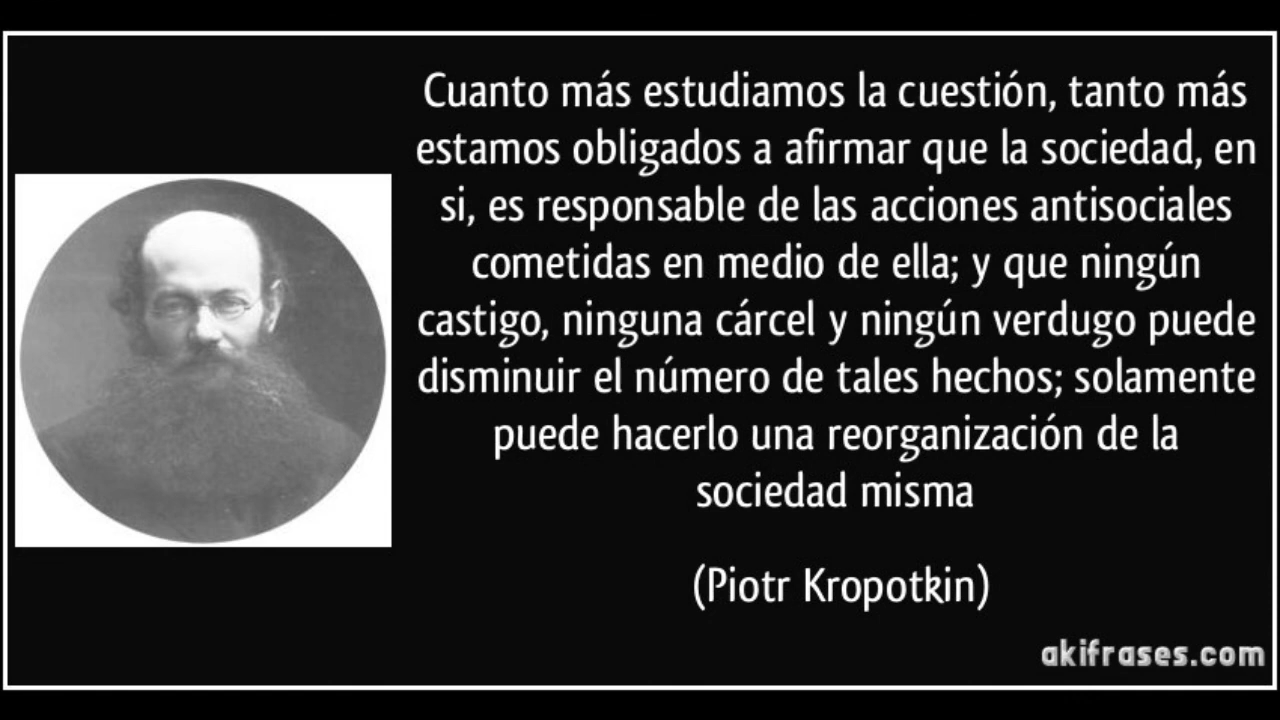 Cuanto más estudiamos la cuestión, tanto más
estamos obligados a afirmar que la sociedad, en
si, es responsable de las acciones antisociales
cometidas en medio de ella; y que ningún
castigo, ninguna cárcel y ningún verdugo puede
disminuir el número de tales hechos; solamente
puede hacerlo una reorganización de la
sociedad misma
(Piotr Kropotkin)
akifrases.com